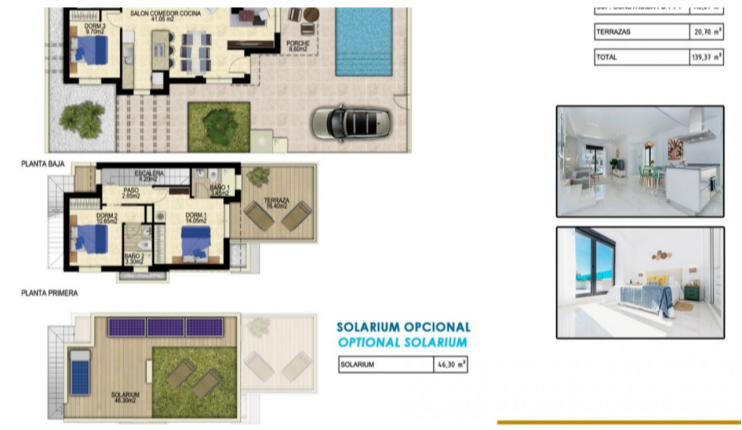 SALON COMEDOR COCINA
41.05 m2
DORM.3
9.70m2
PORCHE
TERRAZAS 20,70 m²
TOTAL 139,37 m²
PLANTA BAJA
ESCALERA
4.20m2
BAÑO 1
PASO
2.85m2
TERRAZA
DORM.2
10.65m2
DORM.1
14.05m2
BAÑO 2
3.30m2
PLANTA PRIMERA
SOLARIUM OPCIONAL
OPTIONAL SOLARIUM
SOLARIUM 46,30 m²
SOLARIUM
46.30m2